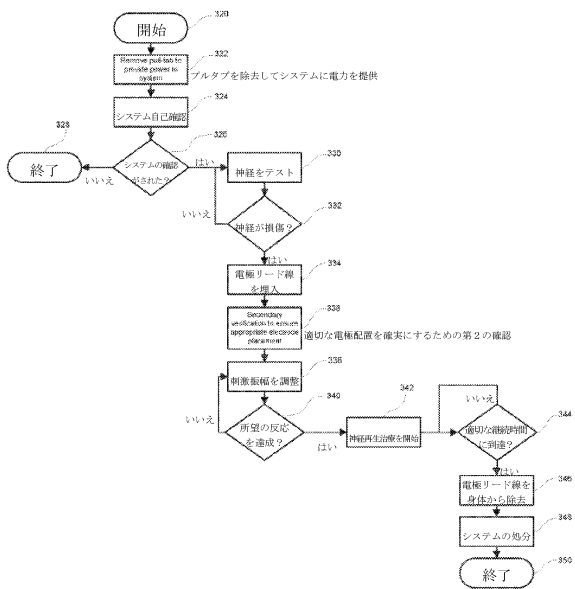 開始
320
Remove pull-tab to
provide power to
system
322
プルタブを除去してシステムに電力を提供
324
システム自己確認
326
システムの確認
がされた？
328
終了
いいえ
はい
330
神経をテスト
332
神経が損傷？
いいえ
はい
334
電極リード線
を埋入
338
Secondary
verification to ensure
appropriate electrode
placement
適切な電極配置を確実にするための第２の確認
336
刺激振幅を調整
340
所望の反応
を達成？
いいえ
はい
342
神経再生治療を開始
いいえ
344
適切な継続時間
に到達？
はい
346
電極リード線を
身体から除去
348
システムの処分
350
終了